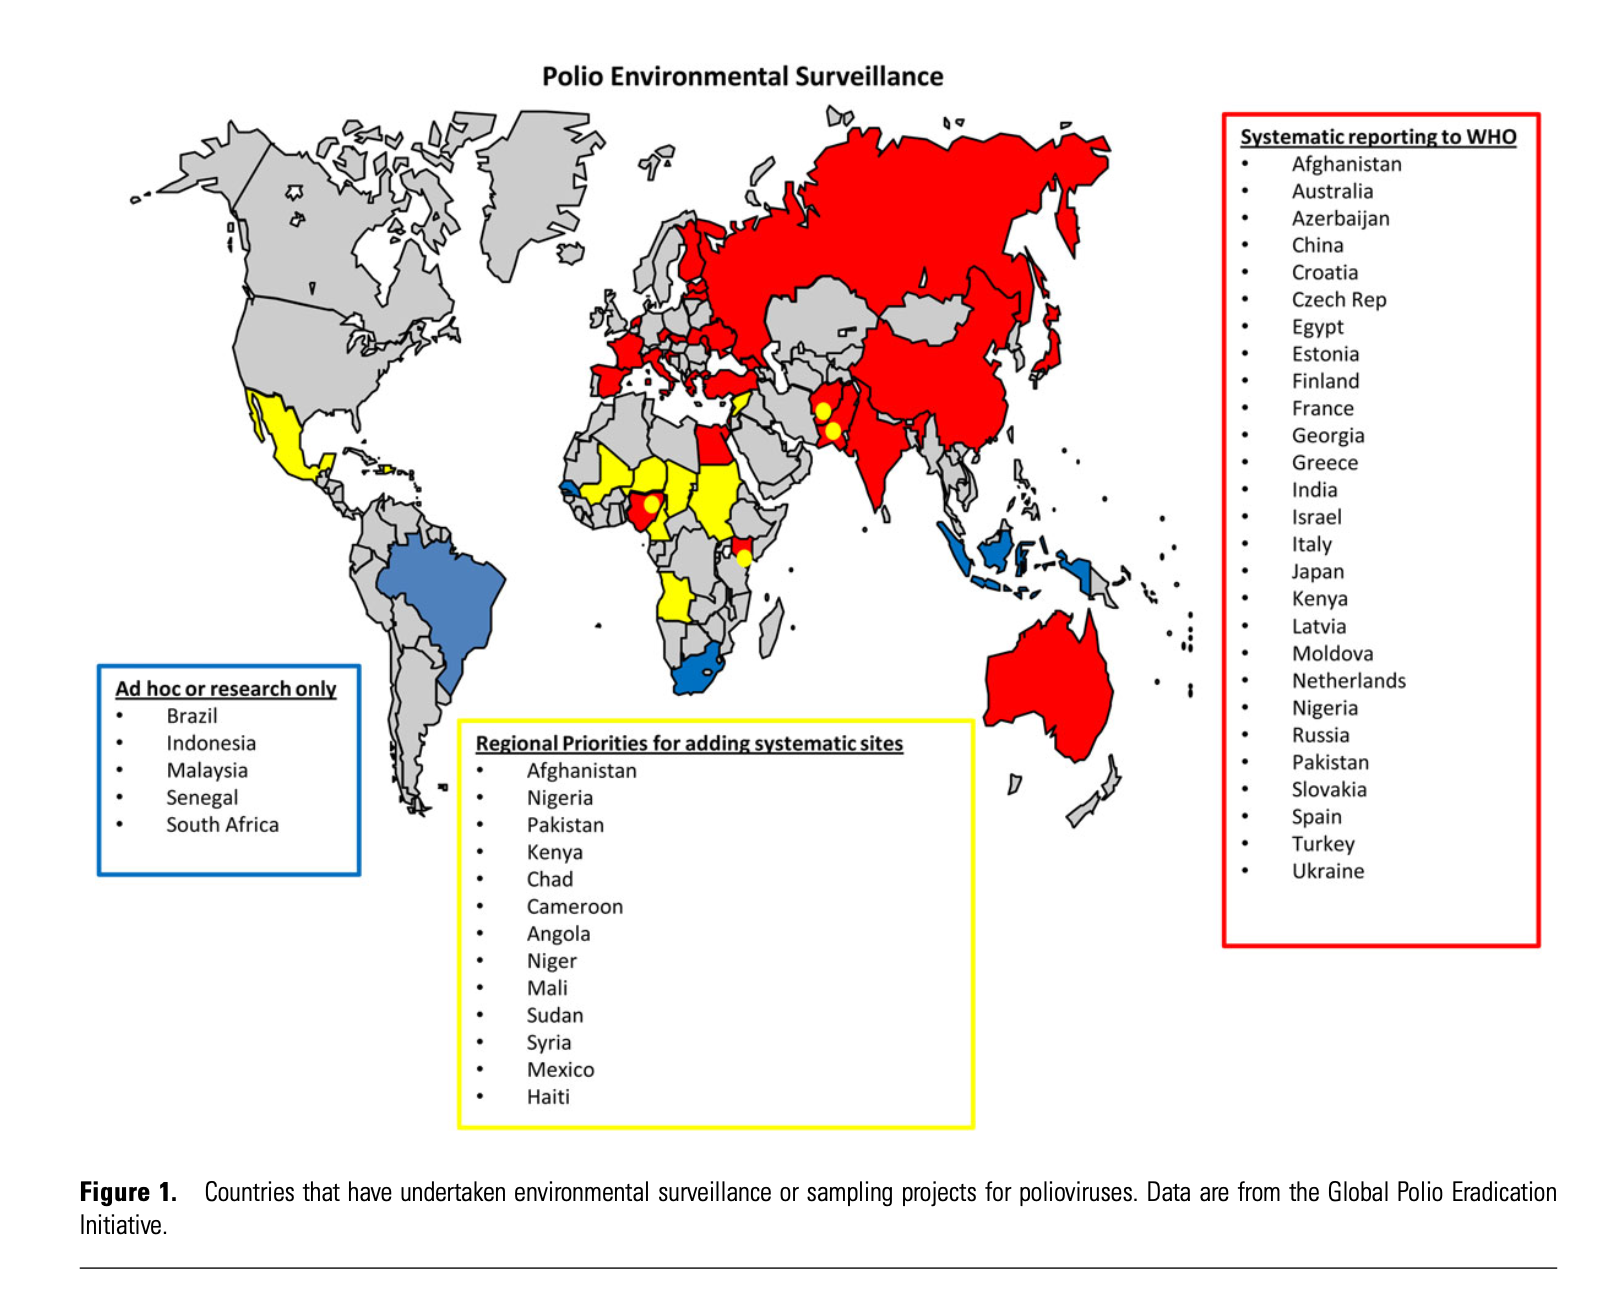 Polio Environmental Surveillance
Systematic reporting to WHO
• Afghanistan
• Australia
• Azerbaijan
• China
• Croatia
• Czech Rep
• Egypt
• Estonia
• Finland
• France
• Georgia
• Greece
• India
• Israel
• Italy
• Japan
• Kenya
• Latvia
• Moldova
• Netherlands
• Nigeria
• Russia
• Pakistan
• Slovakia
• Spain
• Turkey
• Ukraine
Ad hoc or research only
• Brazil
• Indonesia
• Malaysia
• Senegal
• South Africa
Regional Priorities for adding systematic sites
• Afghanistan
• Nigeria
• Pakistan
• Kenya
• Chad
• Cameroon
• Angola
• Niger
• Mali
• Sudan
• Syria
• Mexico
• Haiti
Figure 1. Countries that have undertaken environmental surveillance or sampling projects for polioviruses. Data are from the Global Polio Eradication
Initiative.